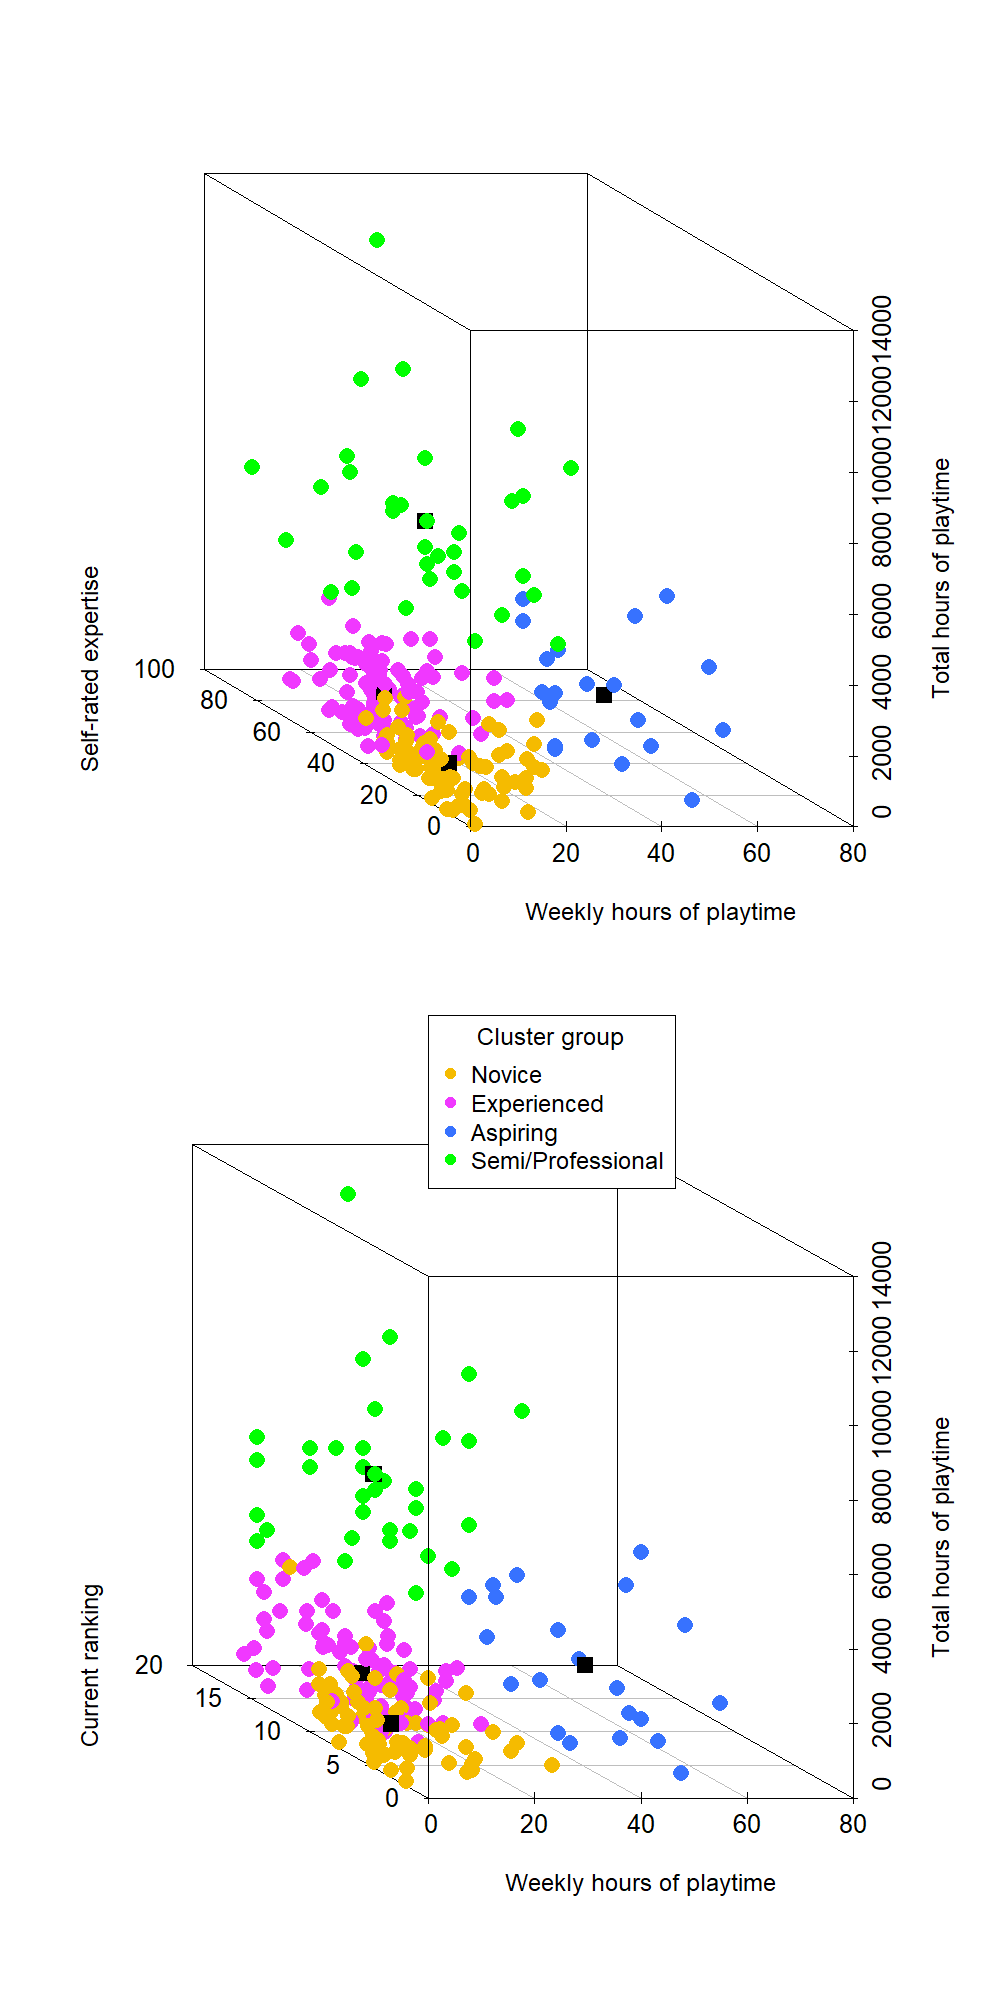 14000
12000
10000
8000
6000
4000
2000
0
Total hours of playtime
Self-rated expertise
100
80
60
40
20
0
0 20 40 60 80
Weekly hours of playtime
Cluster group
Novice
Experienced
Aspiring
Semi/Professional
14000
12000
10000
8000
6000
4000
2000
0
Total hours of playtime
Current ranking
20
15
10
5
0
0 20 40 60 80
Weekly hours of playtime